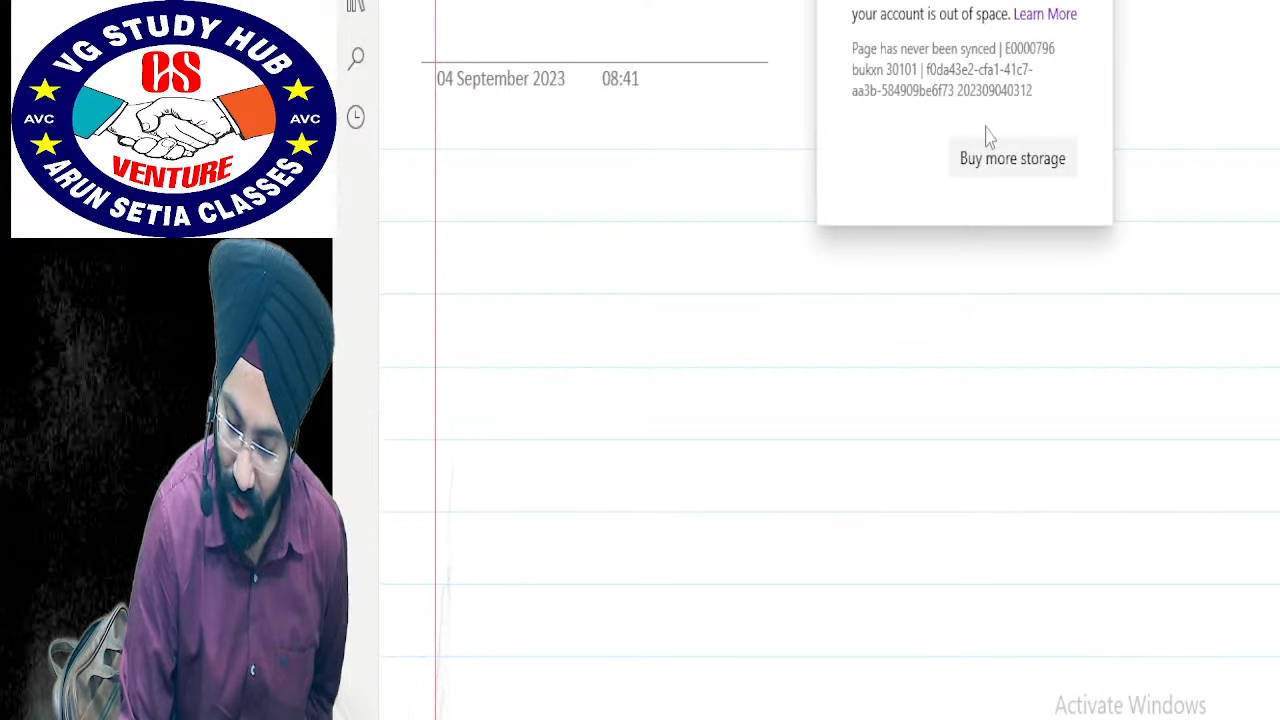 VG STUDY HUB
CS
AVC
AVC
VENTURE
ARUN SETIA CLASSES
04 September 2023 08:41
your account is out of space. Learn More
Page has never been synced | E0000796
bukxn 30101 | f0da43e2-cfa1-41c7-
aa3b-584909be6f73 202309040312
Buy more storage
Activate Windows